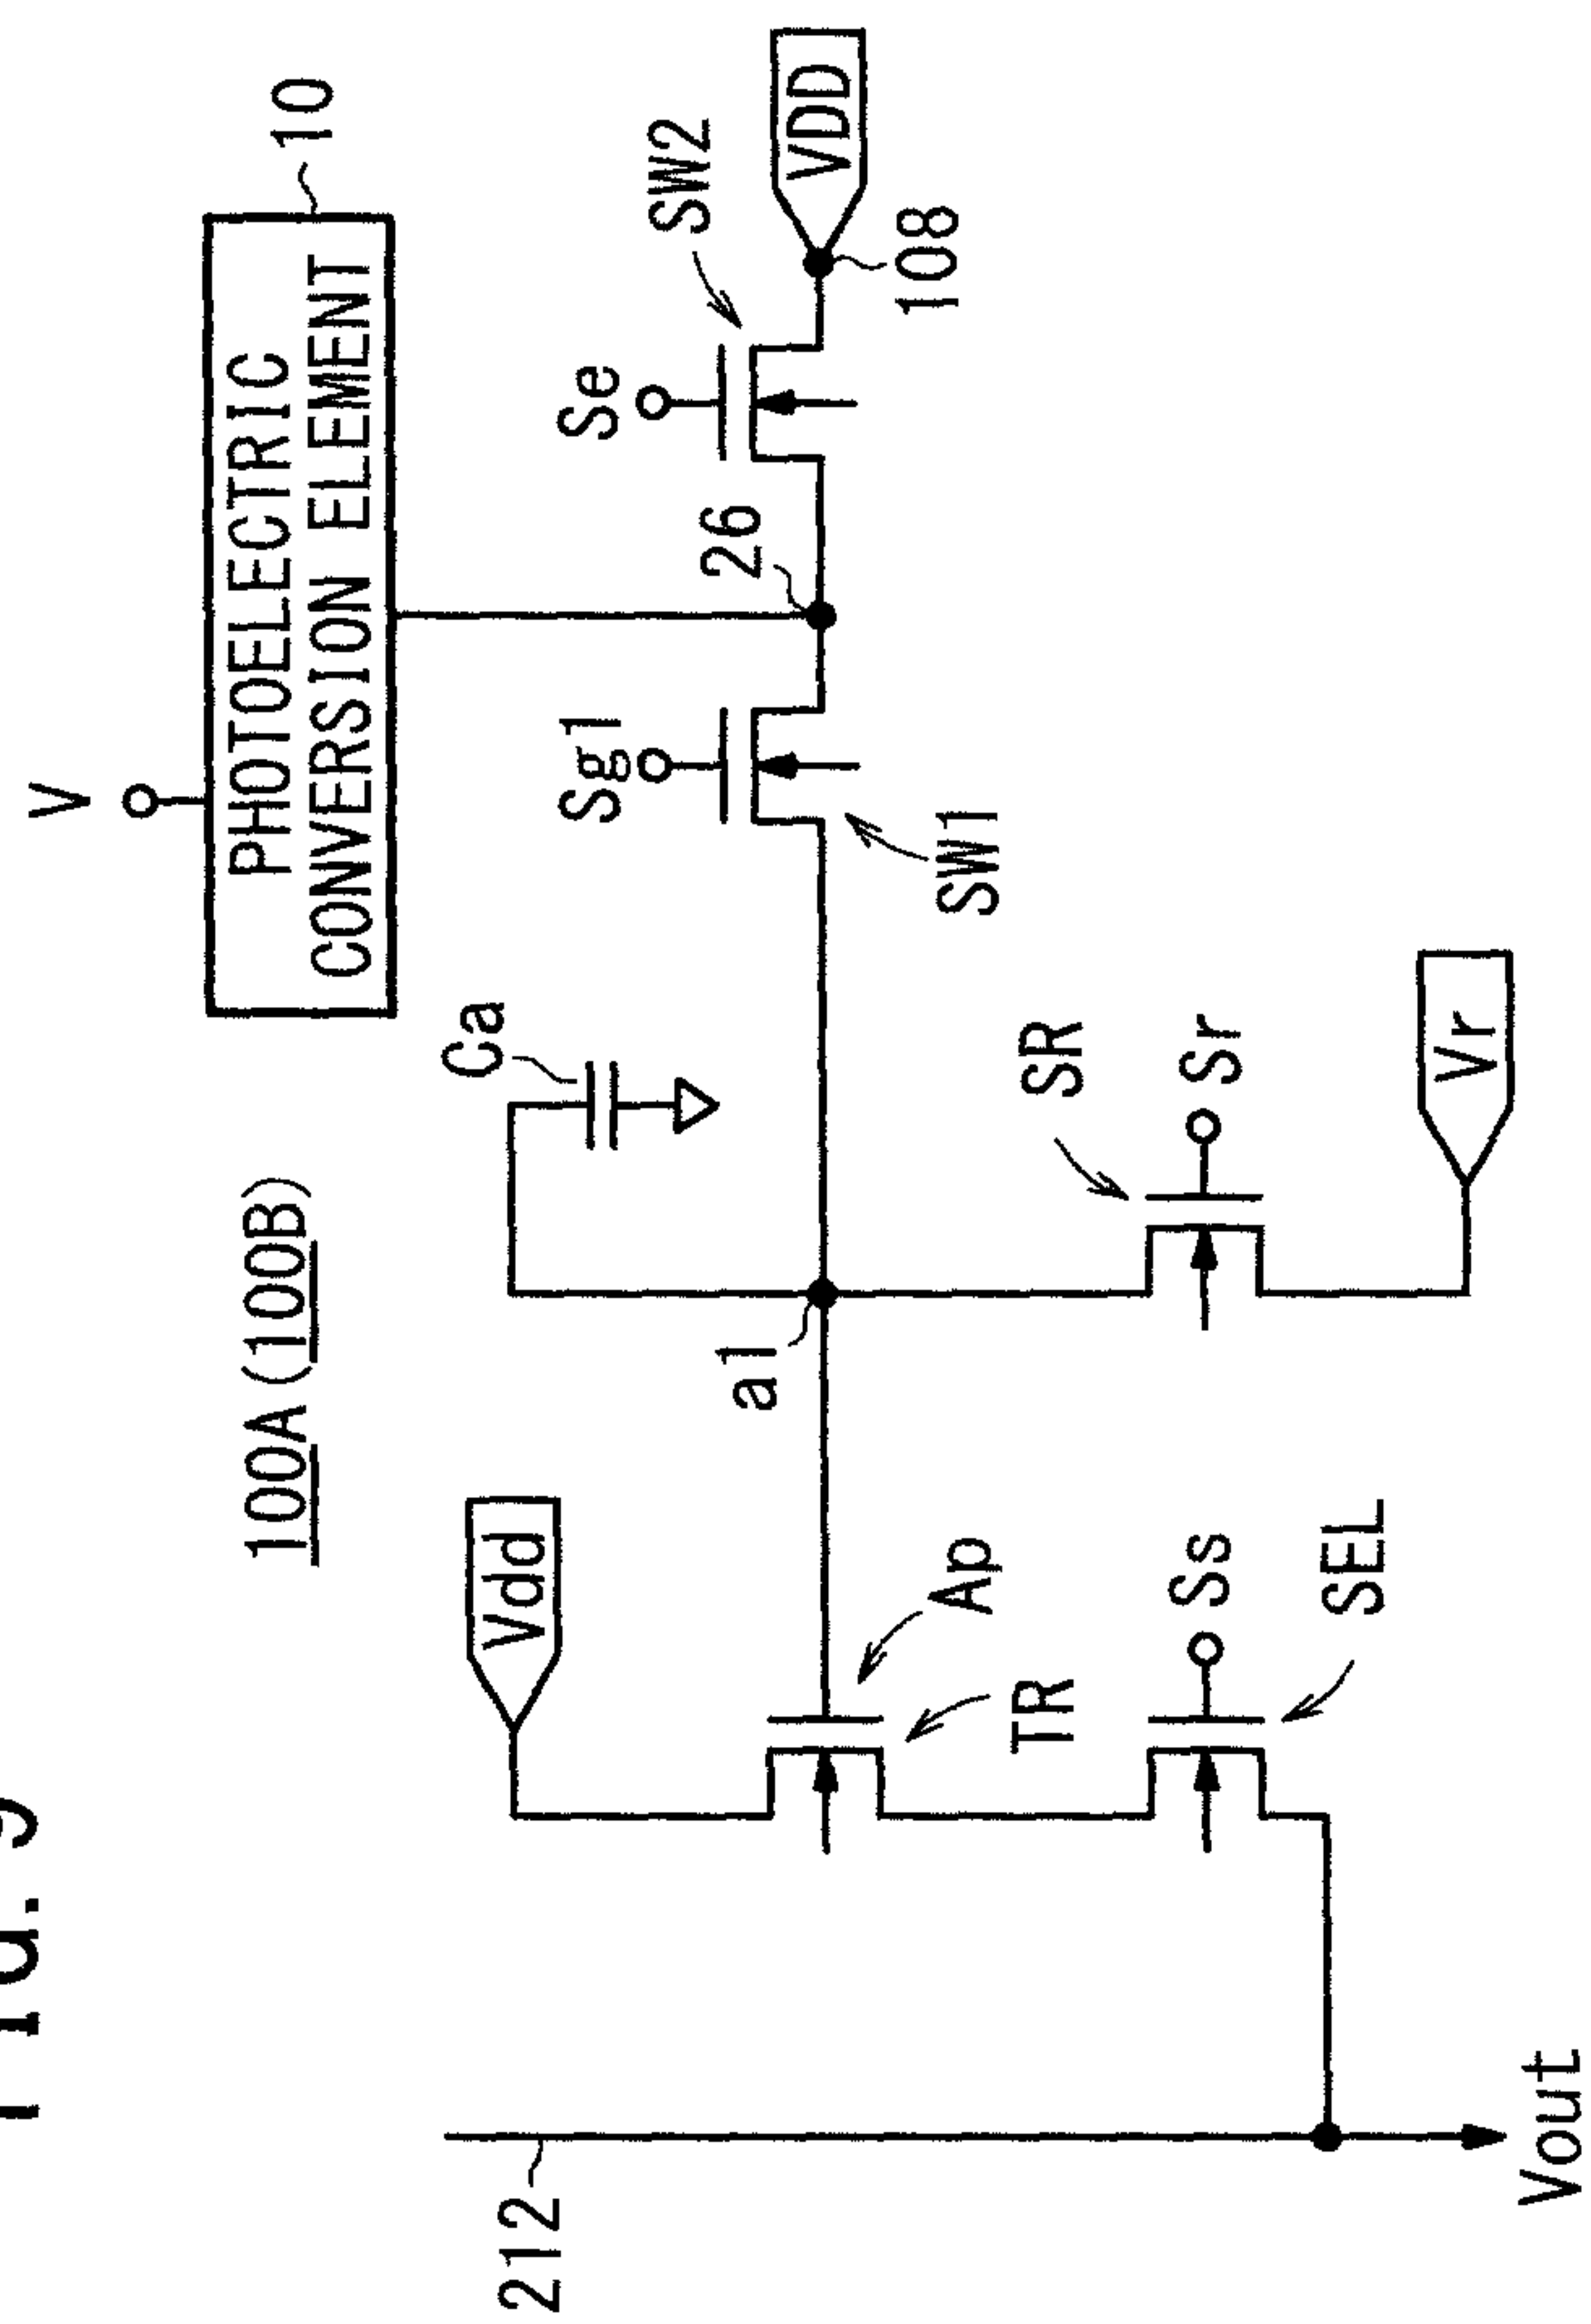 V
100A (100B)
PHOTOELECTRIC
CONVERSION ELEMENT
10
Ca
212
Vdd
Sg1
Se
SW2
26
a1
VDD
108
Ap
SW1
TR
SR
Ss
Sr
SEL
Vr
Vout